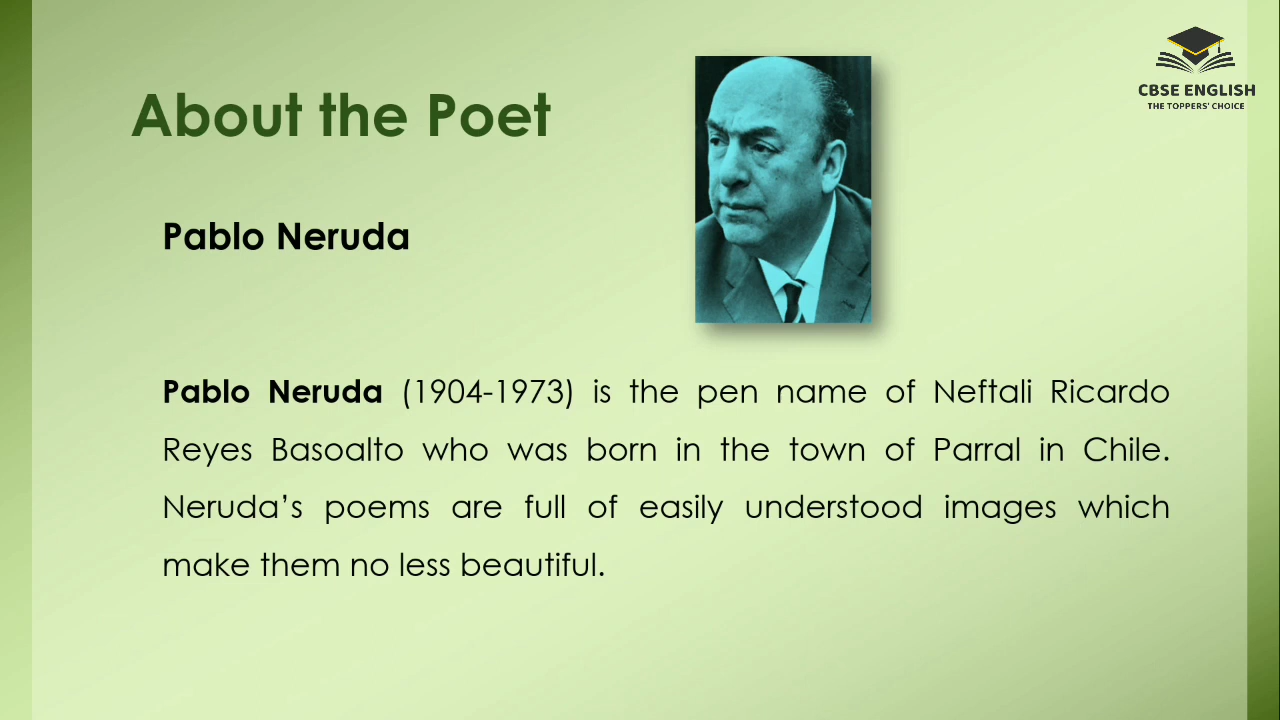 CBSE ENGLISH
THE TOPPERS' CHOICE
About the Poet
Pablo Neruda
Pablo Neruda (1904-1973) is the pen name of Neftali Ricardo
Reyes Basoalto who was born in the town of Parral in Chile.
Neruda’s poems are full of easily understood images which
make them no less beautiful.